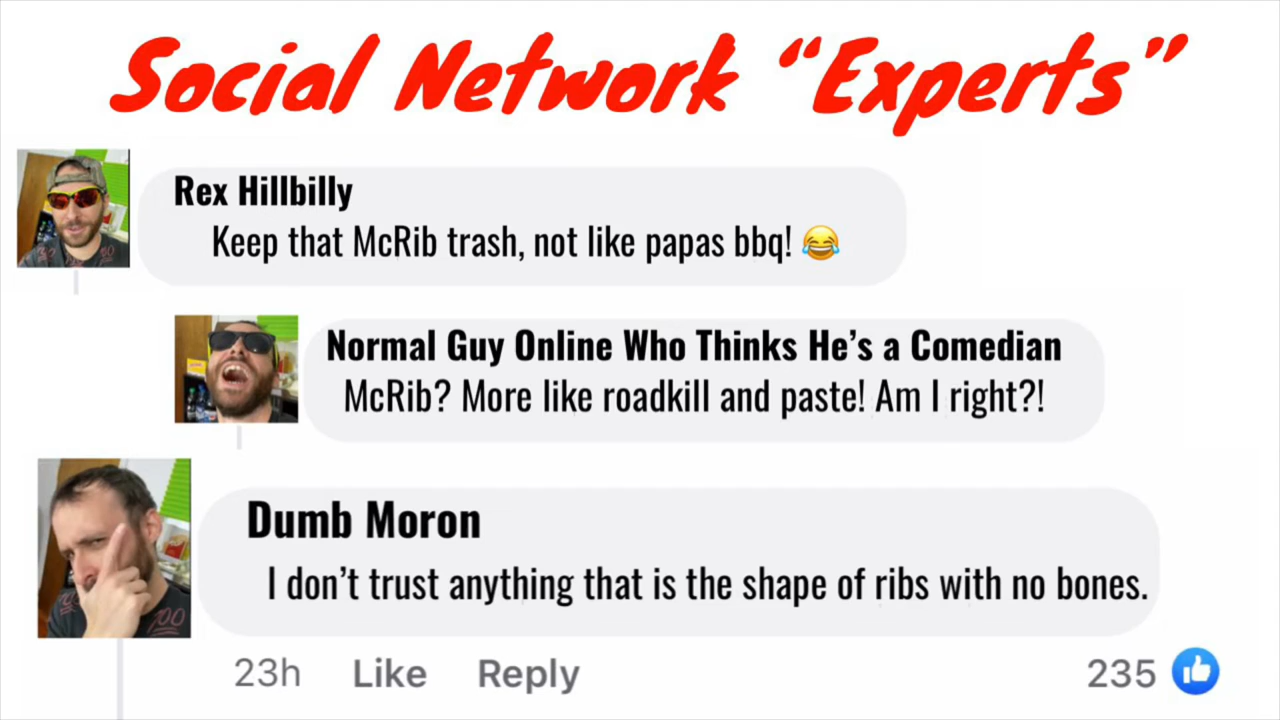 Social Network “Experts”
Rex Hillbilly
Keep that McRib trash, not like papas bbq! 😂
Normal Guy Online Who Thinks He’s a Comedian
McRib? More like roadkill and paste! Am I right?!
Dumb Moron
I don’t trust anything that is the shape of ribs with no bones.
23h Like Reply 235
100